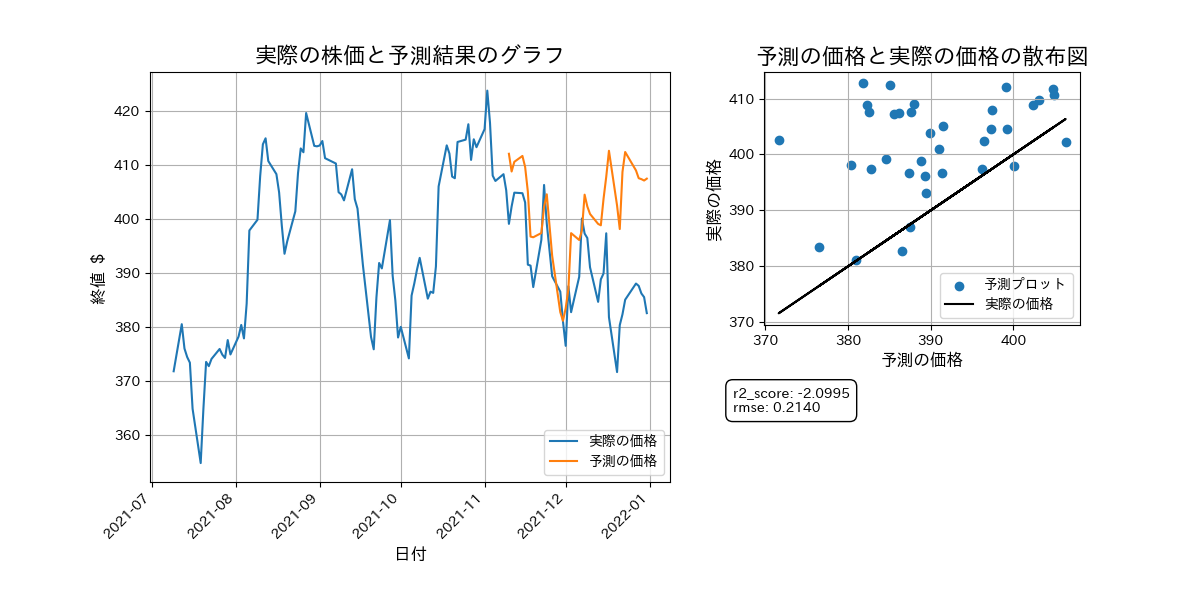 実際の株価と予測結果のグラフ
終値 $
420
410
400
390
380
370
360
2021-07
2021-08
2021-09
2021-10
2021-11
2021-12
2022-01
日付
実際の価格
予測の価格
予測の価格と実際の価格の散布図
実際の価格
410
400
390
380
370
370
380
390
400
予測の価格
予測プロット
実際の価格
r2_score: -2.0995
rmse: 0.2140